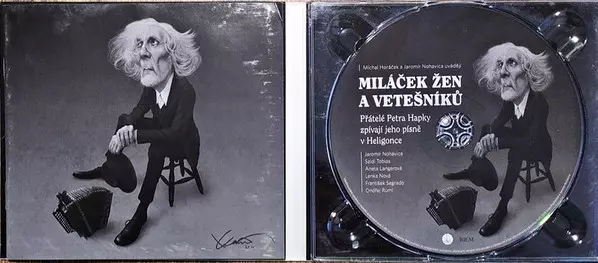 Michal Horáček a Jaromír Nohavica uvádějí
MILÁČEK ŽEN
A VETEŠNÍKŮ
Přátelé Petra Hapky
zpívají jeho písně
v Heligonce
Jaromír Nohavica
Szidi Tobias
Aneta Langerová
Lenka Nová
František Segrado
Ondřej Ruml